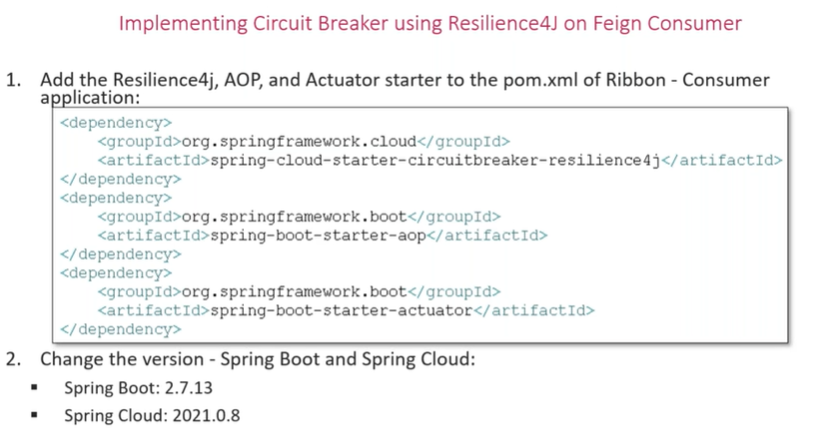 Implementing Circuit Breaker using Resilience4J on Feign Consumer
1. Add the Resilience4j, AOP, and Actuator starter to the pom.xml of Ribbon - Consumer
application:
<dependency>
<groupId>org.springframework.cloud</groupId>
<artifactId>spring-cloud-starter-circuitbreaker-resilience4j</artifactId>
</dependency>
<dependency>
<groupId>org.springframework.boot</groupId>
<artifactId>spring-boot-starter-aop</artifactId>
</dependency>
<dependency>
<groupId>org.springframework.boot</groupId>
<artifactId>spring-boot-starter-actuator</artifactId>
</dependency>
2. Change the version - Spring Boot and Spring Cloud:
▪ Spring Boot: 2.7.13
▪ Spring Cloud: 2021.0.8